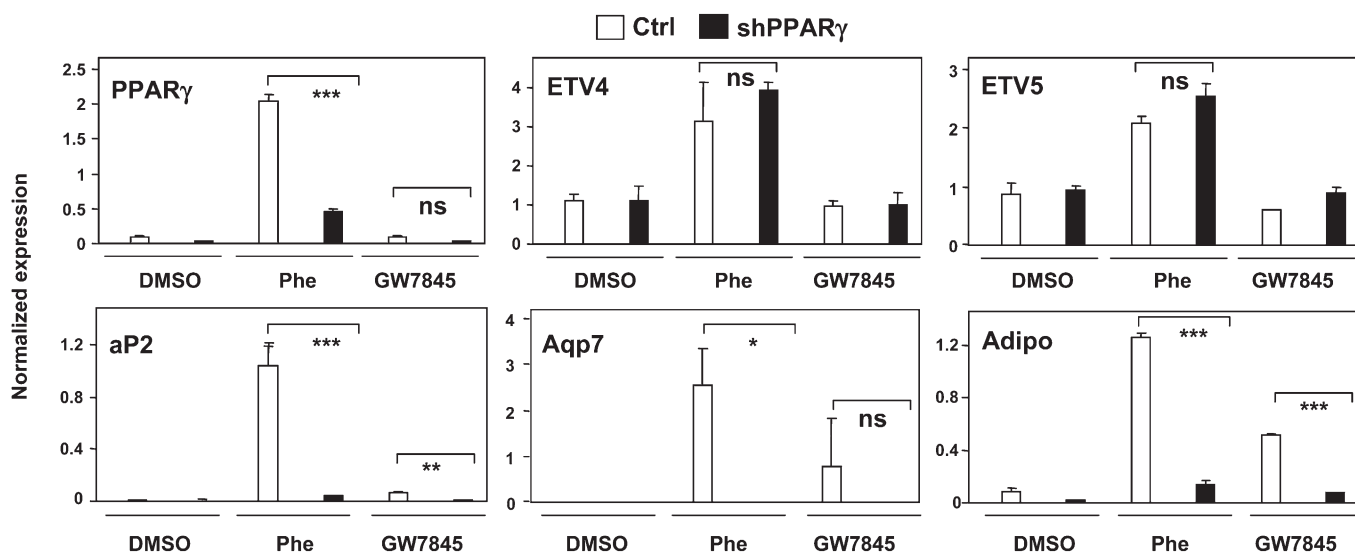 Ctrl shPPARγ
Normalized expression
PPARγ
2.5
2
1.5
1
0.5
0
***
ns
DMSO Phe GW7845
ETV4
4
3
2
1
0
ns
DMSO Phe GW7845
ETV5
3
2
1
0
ns
DMSO Phe GW7845
aP2
1.2
0.8
0.4
0
***
**
DMSO Phe GW7845
Aqp7
4
3
2
1
0
*
ns
DMSO Phe GW7845
Adipo
1.2
0.8
0.4
0
***
***
DMSO Phe GW7845